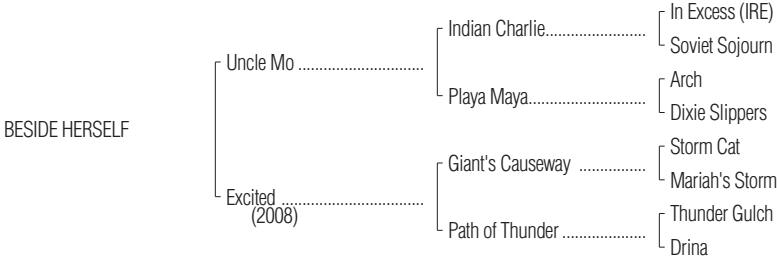 In Excess (IRE)
Indian Charlie......................
Soviet Sojourn
Uncle Mo ...........................
Arch
Playa Maya.........................
Dixie Slippers
BESIDE HERSELF
Storm Cat
Giant's Causeway ..............
Mariah's Storm
Excited ..............................
(2008)
Thunder Gulch
Path of Thunder ..................
Drina